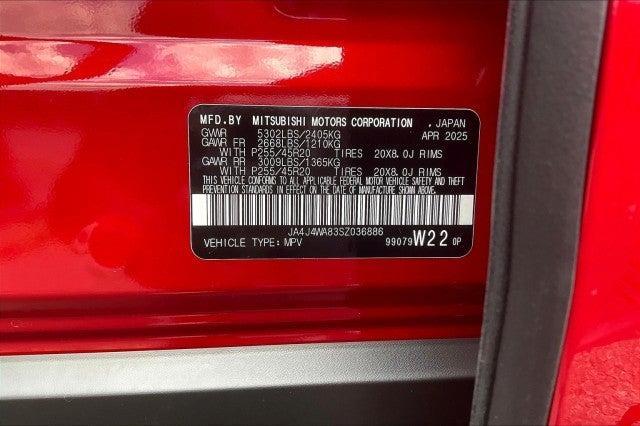 MFD.BY MITSUBISHI MOTORS CORPORATION , JAPAN
GVWR 5302LBS/2405KG APR 2025
GAWR FR 2668LBS/1210KG
WITH P255/45R20 TIRES 20X8.0J RIMS
GAWR RR 3009LBS/1365KG
WITH P255/45R20 TIRES 20X8.0J RIMS
THIS VEHICLE CONFORMS TO ALL APPLICABLE FEDERAL MOTOR VEHICLE SAFETY AND THEFT
PREVENTION STANDARDS IN EFFECT ON THE DATE OF MANUFACTURE SHOWN ABOVE.
JA4J4WA83SZ036886
VEHICLE TYPE: MPV 99079 W22 0P